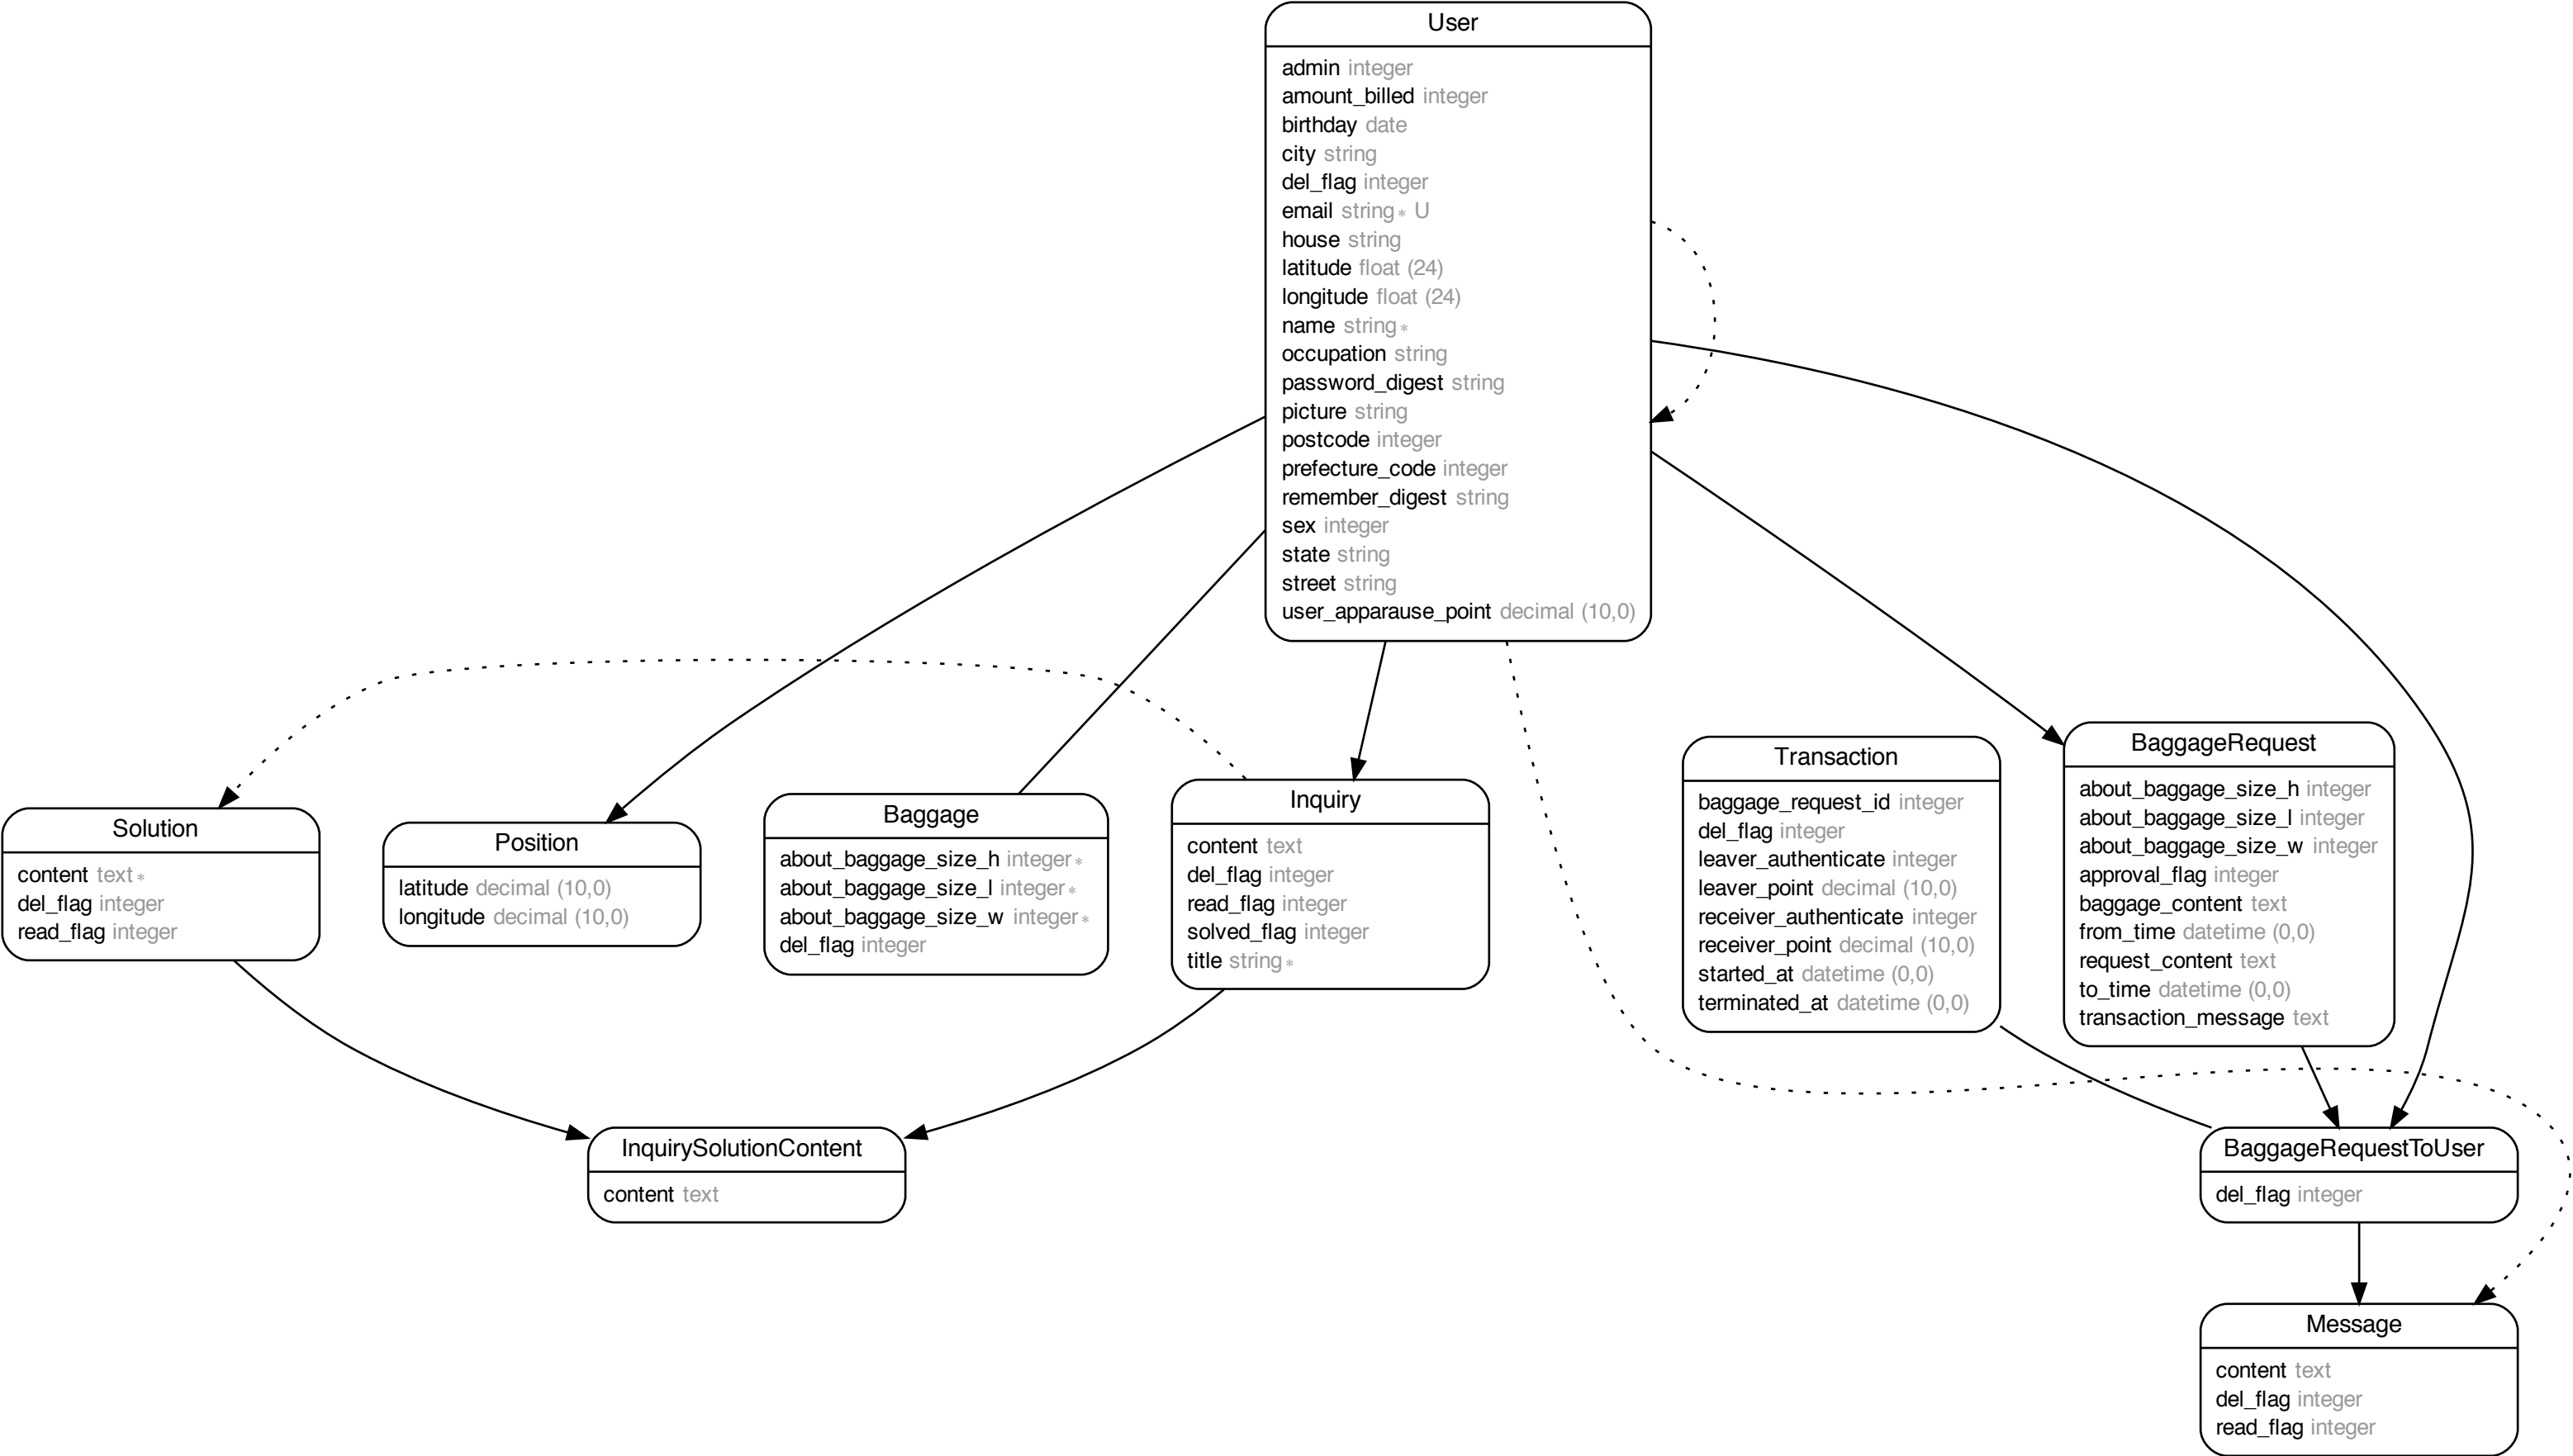 User
admin integer
amount_billed integer
birthday date
city string
del_flag integer
email string∗ U
house string
latitude float (24)
longitude float (24)
name string∗
occupation string
password_digest string
picture string
postcode integer
prefecture_code integer
remember_digest string
sex integer
state string
street string
user_apparause_point decimal (10,0)
Solution
content text∗
del_flag integer
read_flag integer
Position
latitude decimal (10,0)
longitude decimal (10,0)
Baggage
about_baggage_size_h integer∗
about_baggage_size_l integer∗
about_baggage_size_w integer∗
del_flag integer
Inquiry
content text
del_flag integer
read_flag integer
solved_flag integer
title string∗
Transaction
baggage_request_id integer
del_flag integer
leaver_authenticate integer
leaver_point decimal (10,0)
receiver_authenticate integer
receiver_point decimal (10,0)
started_at datetime (0,0)
terminated_at datetime (0,0)
BaggageRequest
about_baggage_size_h integer
about_baggage_size_l integer
about_baggage_size_w integer
approval_flag integer
baggage_content text
from_time datetime (0,0)
request_content text
to_time datetime (0,0)
transaction_message text
InquirySolutionContent
content text
BaggageRequestToUser
del_flag integer
Message
content text
del_flag integer
read_flag integer